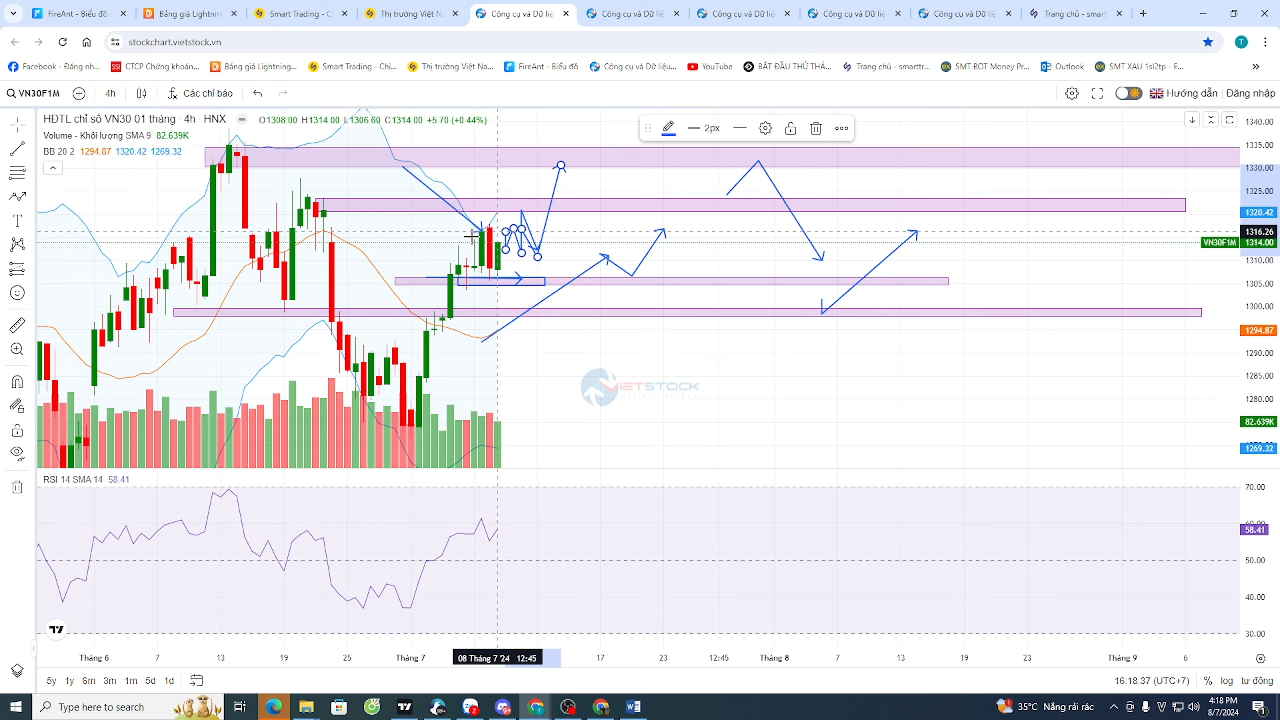 FireAnt - Biểu đồ
Bảng giá Lightning
Smart Trading - C
Thị trường Việt N
Công cụ và Dữ liệ
Công cụ và Dữ liệ
Công cụ và Dữ liệ
Công cụ và Dữ liệ
Công cụ và Dữ liệ
Trang chủ - smart
stockchart.vietstock.vn
Facebook - Đăng nh...
CTCP Chứng khoán...
Bảng giá Lightning...
Smart Trading - Chi...
Thị trường Việt Na...
FireAnt - Biểu đồ...
Công cụ và Dữ liệu...
YouTube
BẮT ĐẦU THỬ THÁ...
Trang chủ - smarttr...
SMT BOT Money Pr...
Outlook
SMT XAU 1sl2tp - E...
VN30F1M
4h
Các chỉ báo
Hướng dẫn
Đăng nhập
HĐTL chỉ số VN30 01 tháng · 4h · HNX
O1308.00 H1314.00 L1306.60 C1314.00 +5.70 (+0.44%)
Volume - Khối lượng SMA 9 82.639K
BB 20 2 1294.87 1320.42 1269.32
2px
1340.00
1335.00
1330.00
1325.00
1320.42
1316.26
VN30F1M 1314.00
1310.00
1305.00
1300.00
1294.87
1290.00
1285.00
1280.00
82.639K
1269.32
VIETSTOCK
RSI 14 SMA 14 58.41
70.00
58.41
50.00
40.00
30.00
Tháng 6
7
13
19
25
Tháng 7
08 Tháng 7 '24 12:45
17
23
12:45
Tháng 8
7
13
19
23
Tháng 9
6
5y
1y
6m
3m
1m
5d
1d
16:18:37 (UTC+7)
%
log
tự động
Type here to search
35°C Nắng rải rác
4:18 PM
8/7/2024